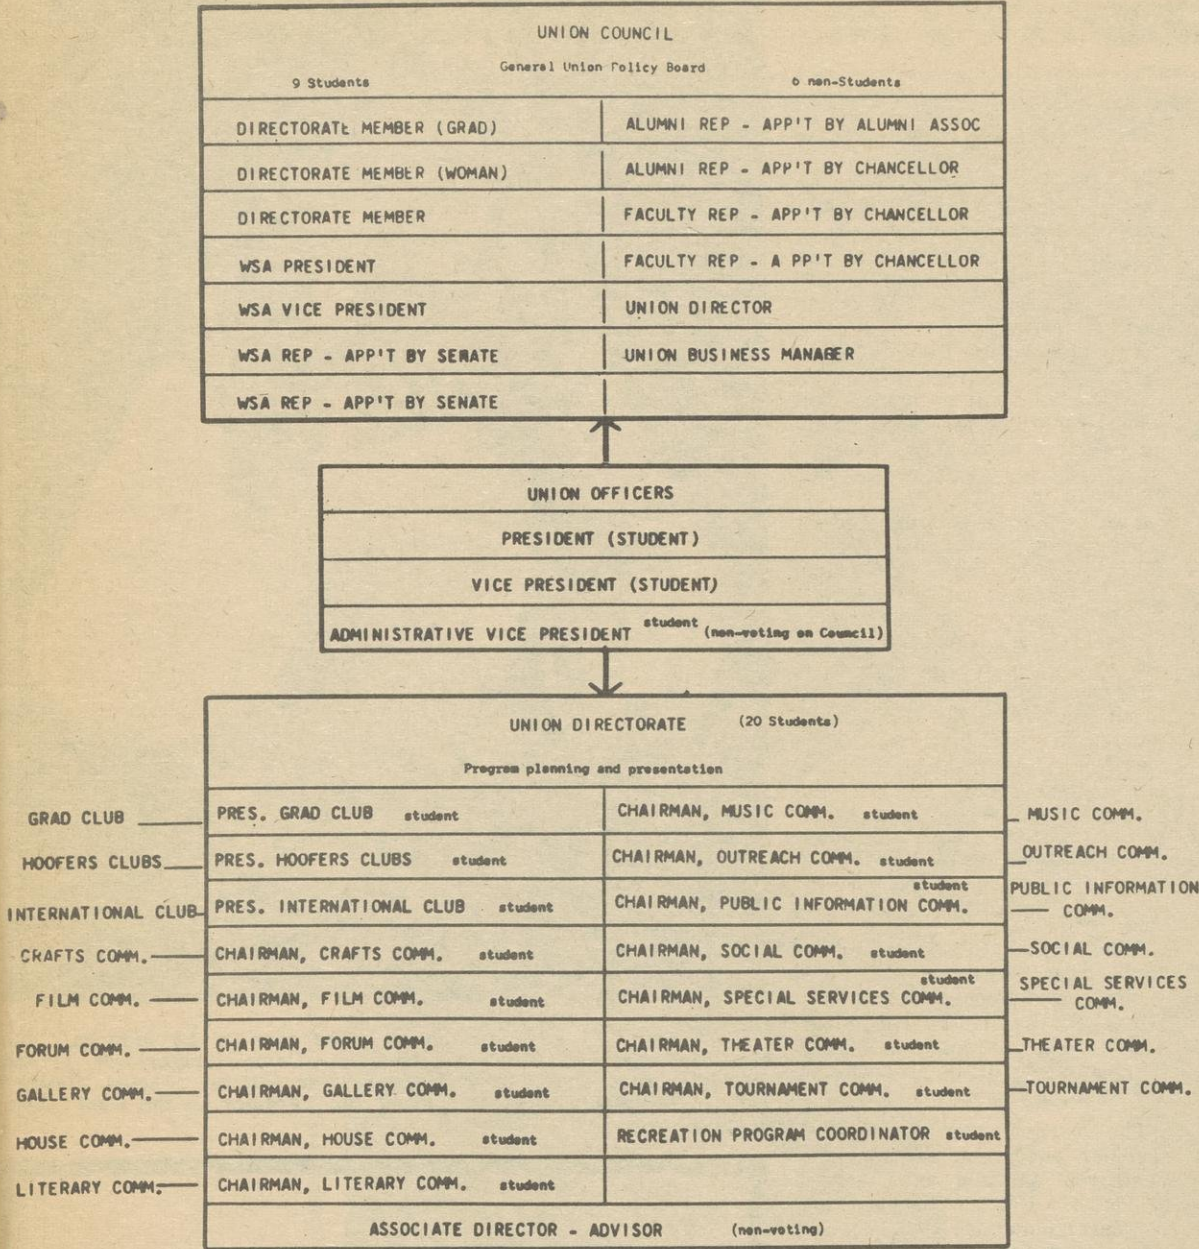 UNION COUNCIL
General Union Policy Board
9 Students 6 non-Students
DIRECTORATE MEMBER (GRAD) ALUMNI REP - APP'T BY ALUMNI ASSOC
DIRECTORATE MEMBER (WOMAN) ALUMNI REP - APP'T BY CHANCELLOR
DIRECTORATE MEMBER FACULTY REP - APP'T BY CHANCELLOR
WSA PRESIDENT FACULTY REP - A PP'T BY CHANCELLOR
WSA VICE PRESIDENT UNION DIRECTOR
WSA REP - APP'T BY SENATE UNION BUSINESS MANAGER
WSA REP - APP'T BY SENATE
UNION OFFICERS
PRESIDENT (STUDENT)
VICE PRESIDENT (STUDENT)
ADMINISTRATIVE VICE PRESIDENT student (non-voting on Council)
UNION DIRECTORATE (20 Students)
Program planning and presentation
GRAD CLUB PRES. GRAD CLUB student CHAIRMAN, MUSIC COMM. student MUSIC COMM.
HOOFERS CLUBS PRES. HOOFERS CLUBS student CHAIRMAN, OUTREACH COMM. student OUTREACH COMM.
INTERNATIONAL CLUB PRES. INTERNATIONAL CLUB student CHAIRMAN, PUBLIC INFORMATION COMM. student PUBLIC INFORMATION
COMM.
CRAFTS COMM. CHAIRMAN, CRAFTS COMM. student CHAIRMAN, SOCIAL COMM. student SOCIAL COMM.
FILM COMM. CHAIRMAN, FILM COMM. student CHAIRMAN, SPECIAL SERVICES COMM. student SPECIAL SERVICES
COMM.
FORUM COMM. CHAIRMAN, FORUM COMM. student CHAIRMAN, THEATER COMM. student THEATER COMM.
GALLERY COMM. CHAIRMAN, GALLERY COMM. student CHAIRMAN, TOURNAMENT COMM. student TOURNAMENT COMM.
HOUSE COMM. CHAIRMAN, HOUSE COMM. student RECREATION PROGRAM COORDINATOR student
LITERARY COMM. CHAIRMAN, LITERARY COMM. student
ASSOCIATE DIRECTOR - ADVISOR (non-voting)